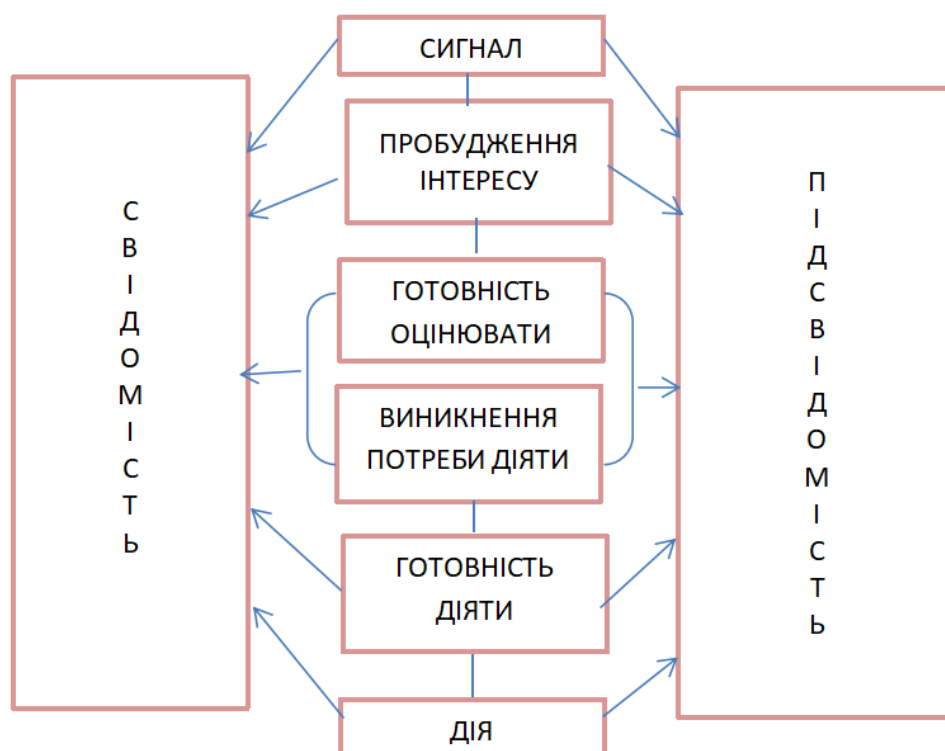 СИГНАЛ
ПРОБУДЖЕННЯ
ІНТЕРЕСУ
ГОТОВНІСТЬ
ОЦІНЮВАТИ
ВИНИКНЕННЯ
ПОТРЕБИ ДІЯТИ
ГОТОВНІСТЬ
ДІЯТИ
ДІЯ
С
В
І
Д
О
М
І
С
Т
Ь
П
І
Д
С
В
І
Д
О
М
І
С
Т
Ь